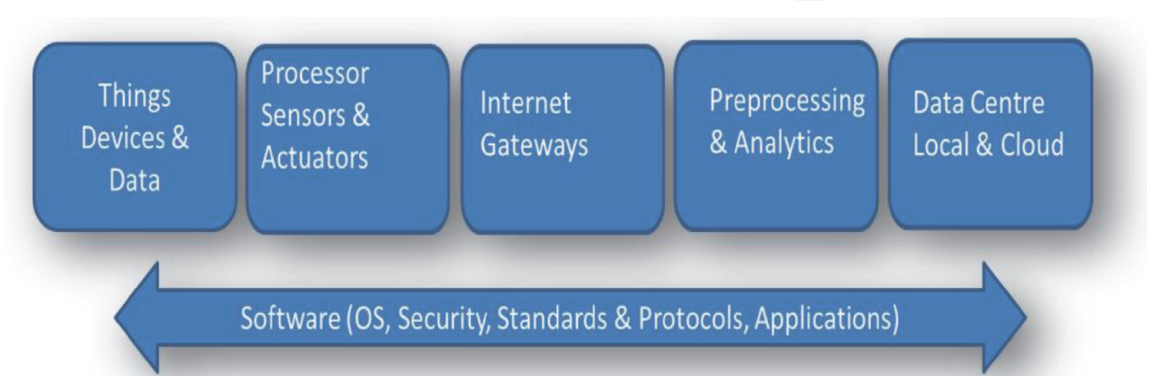 Things
Devices &
Data
Processor
Sensors &
Actuators
Internet
Gateways
Preprocessing
& Analytics
Data Centre
Local & Cloud
Software (OS, Security, Standards & Protocols, Applications)